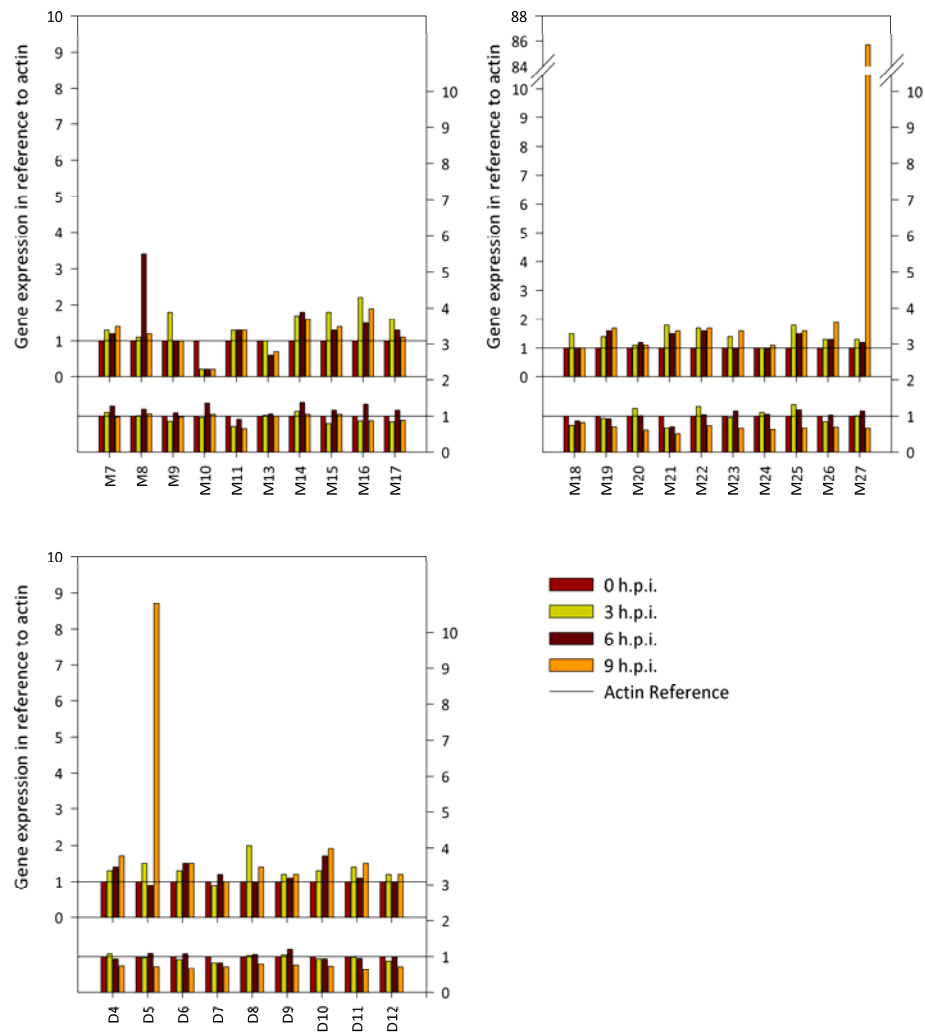 Gene expression in reference to actin
10
9
8
7
6
5
4
3
2
1
0
10
9
8
7
6
5
4
3
2
1
0
M7
M8
M9
M10
M11
M13
M14
M15
M16
M17
Gene expression in reference to actin
88
86
84
10
9
8
7
6
5
4
3
2
1
0
10
9
8
7
6
5
4
3
2
1
0
M18
M19
M20
M21
M22
M23
M24
M25
M26
M27
Gene expression in reference to actin
10
9
8
7
6
5
4
3
2
1
0
10
9
8
7
6
5
4
3
2
1
0
D4
D5
D6
D7
D8
D9
D10
D11
D12
0 h.p.i.
3 h.p.i.
6 h.p.i.
9 h.p.i.
Actin Reference